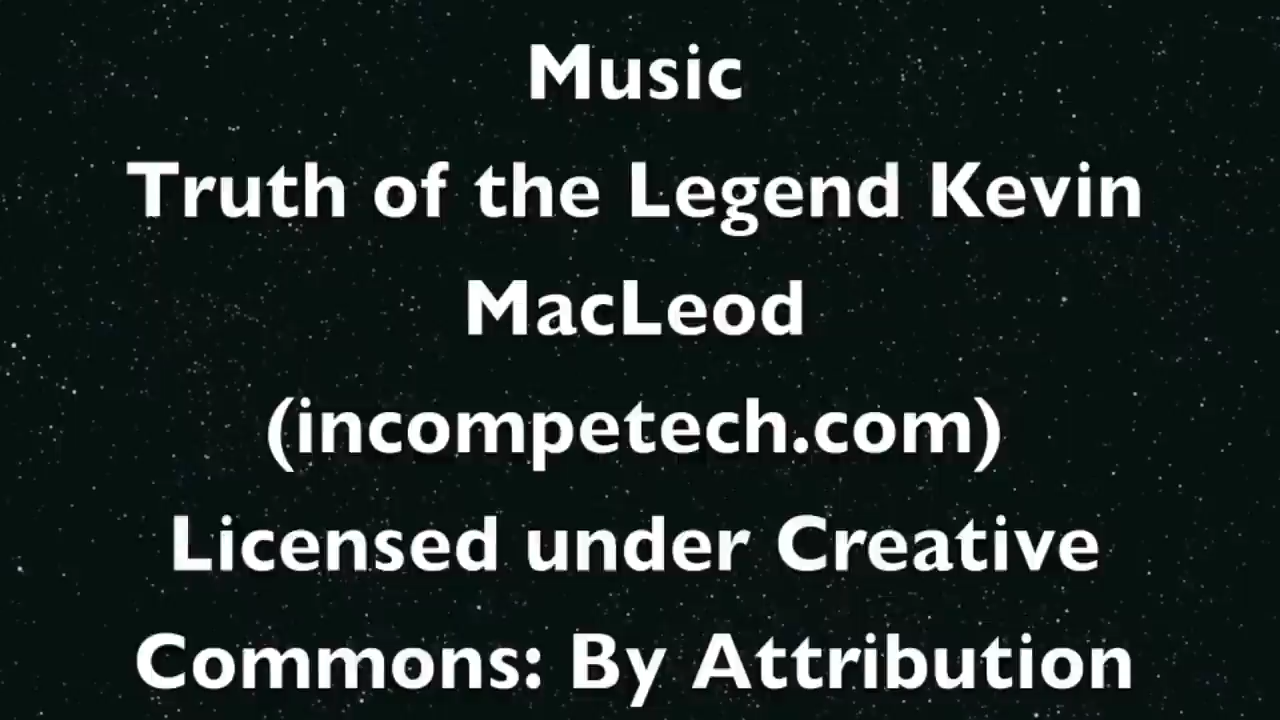 Music
Truth of the Legend Kevin
MacLeod
(incompetech.com)
Licensed under Creative
Commons: By Attribution